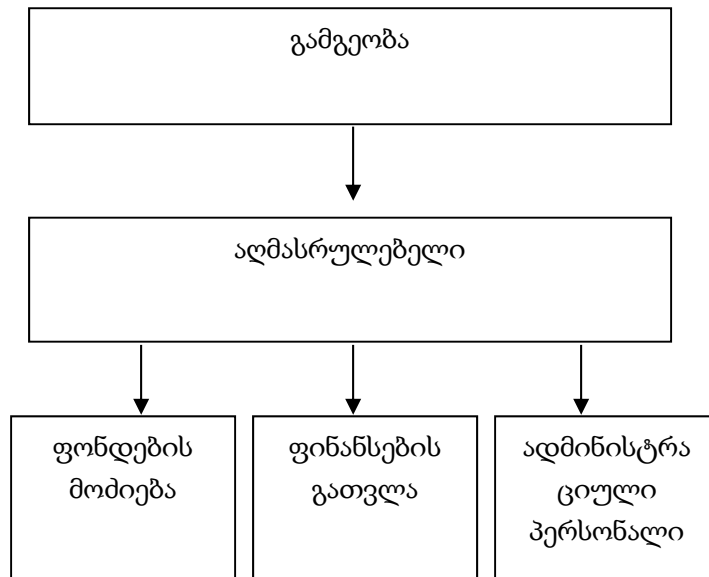 გამგეობა
აღმასრულებელი
ფონდების
მოძიება
ფინანსების
გათვლა
ადმინისტრა
ციული
პერსონალი